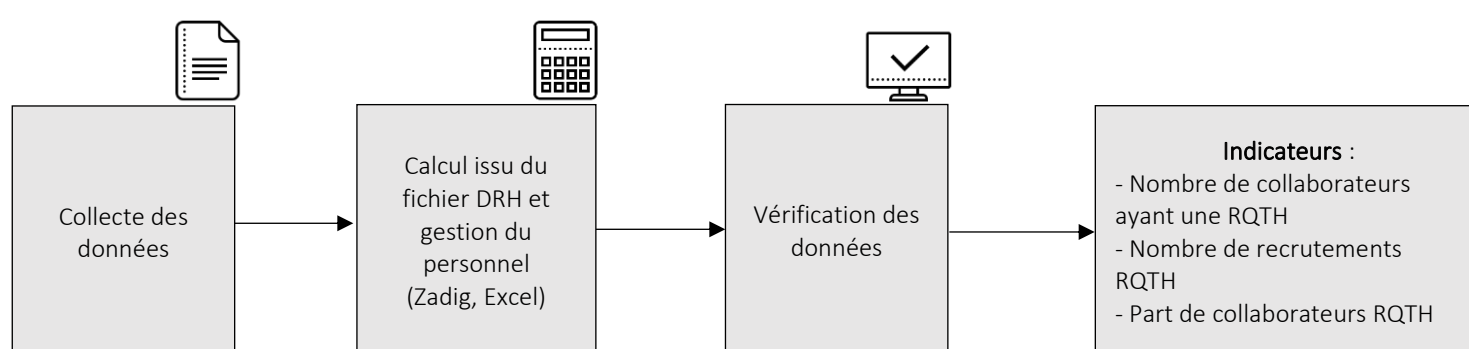 Collecte des
données
Calcul issu du
fichier DRH et
gestion du
personnel
(Zadig, Excel)
Vérification des
données
Indicateurs :
- Nombre de collaborateurs
ayant une RQTH
- Nombre de recrutements
RQTH
- Part de collaborateurs RQTH